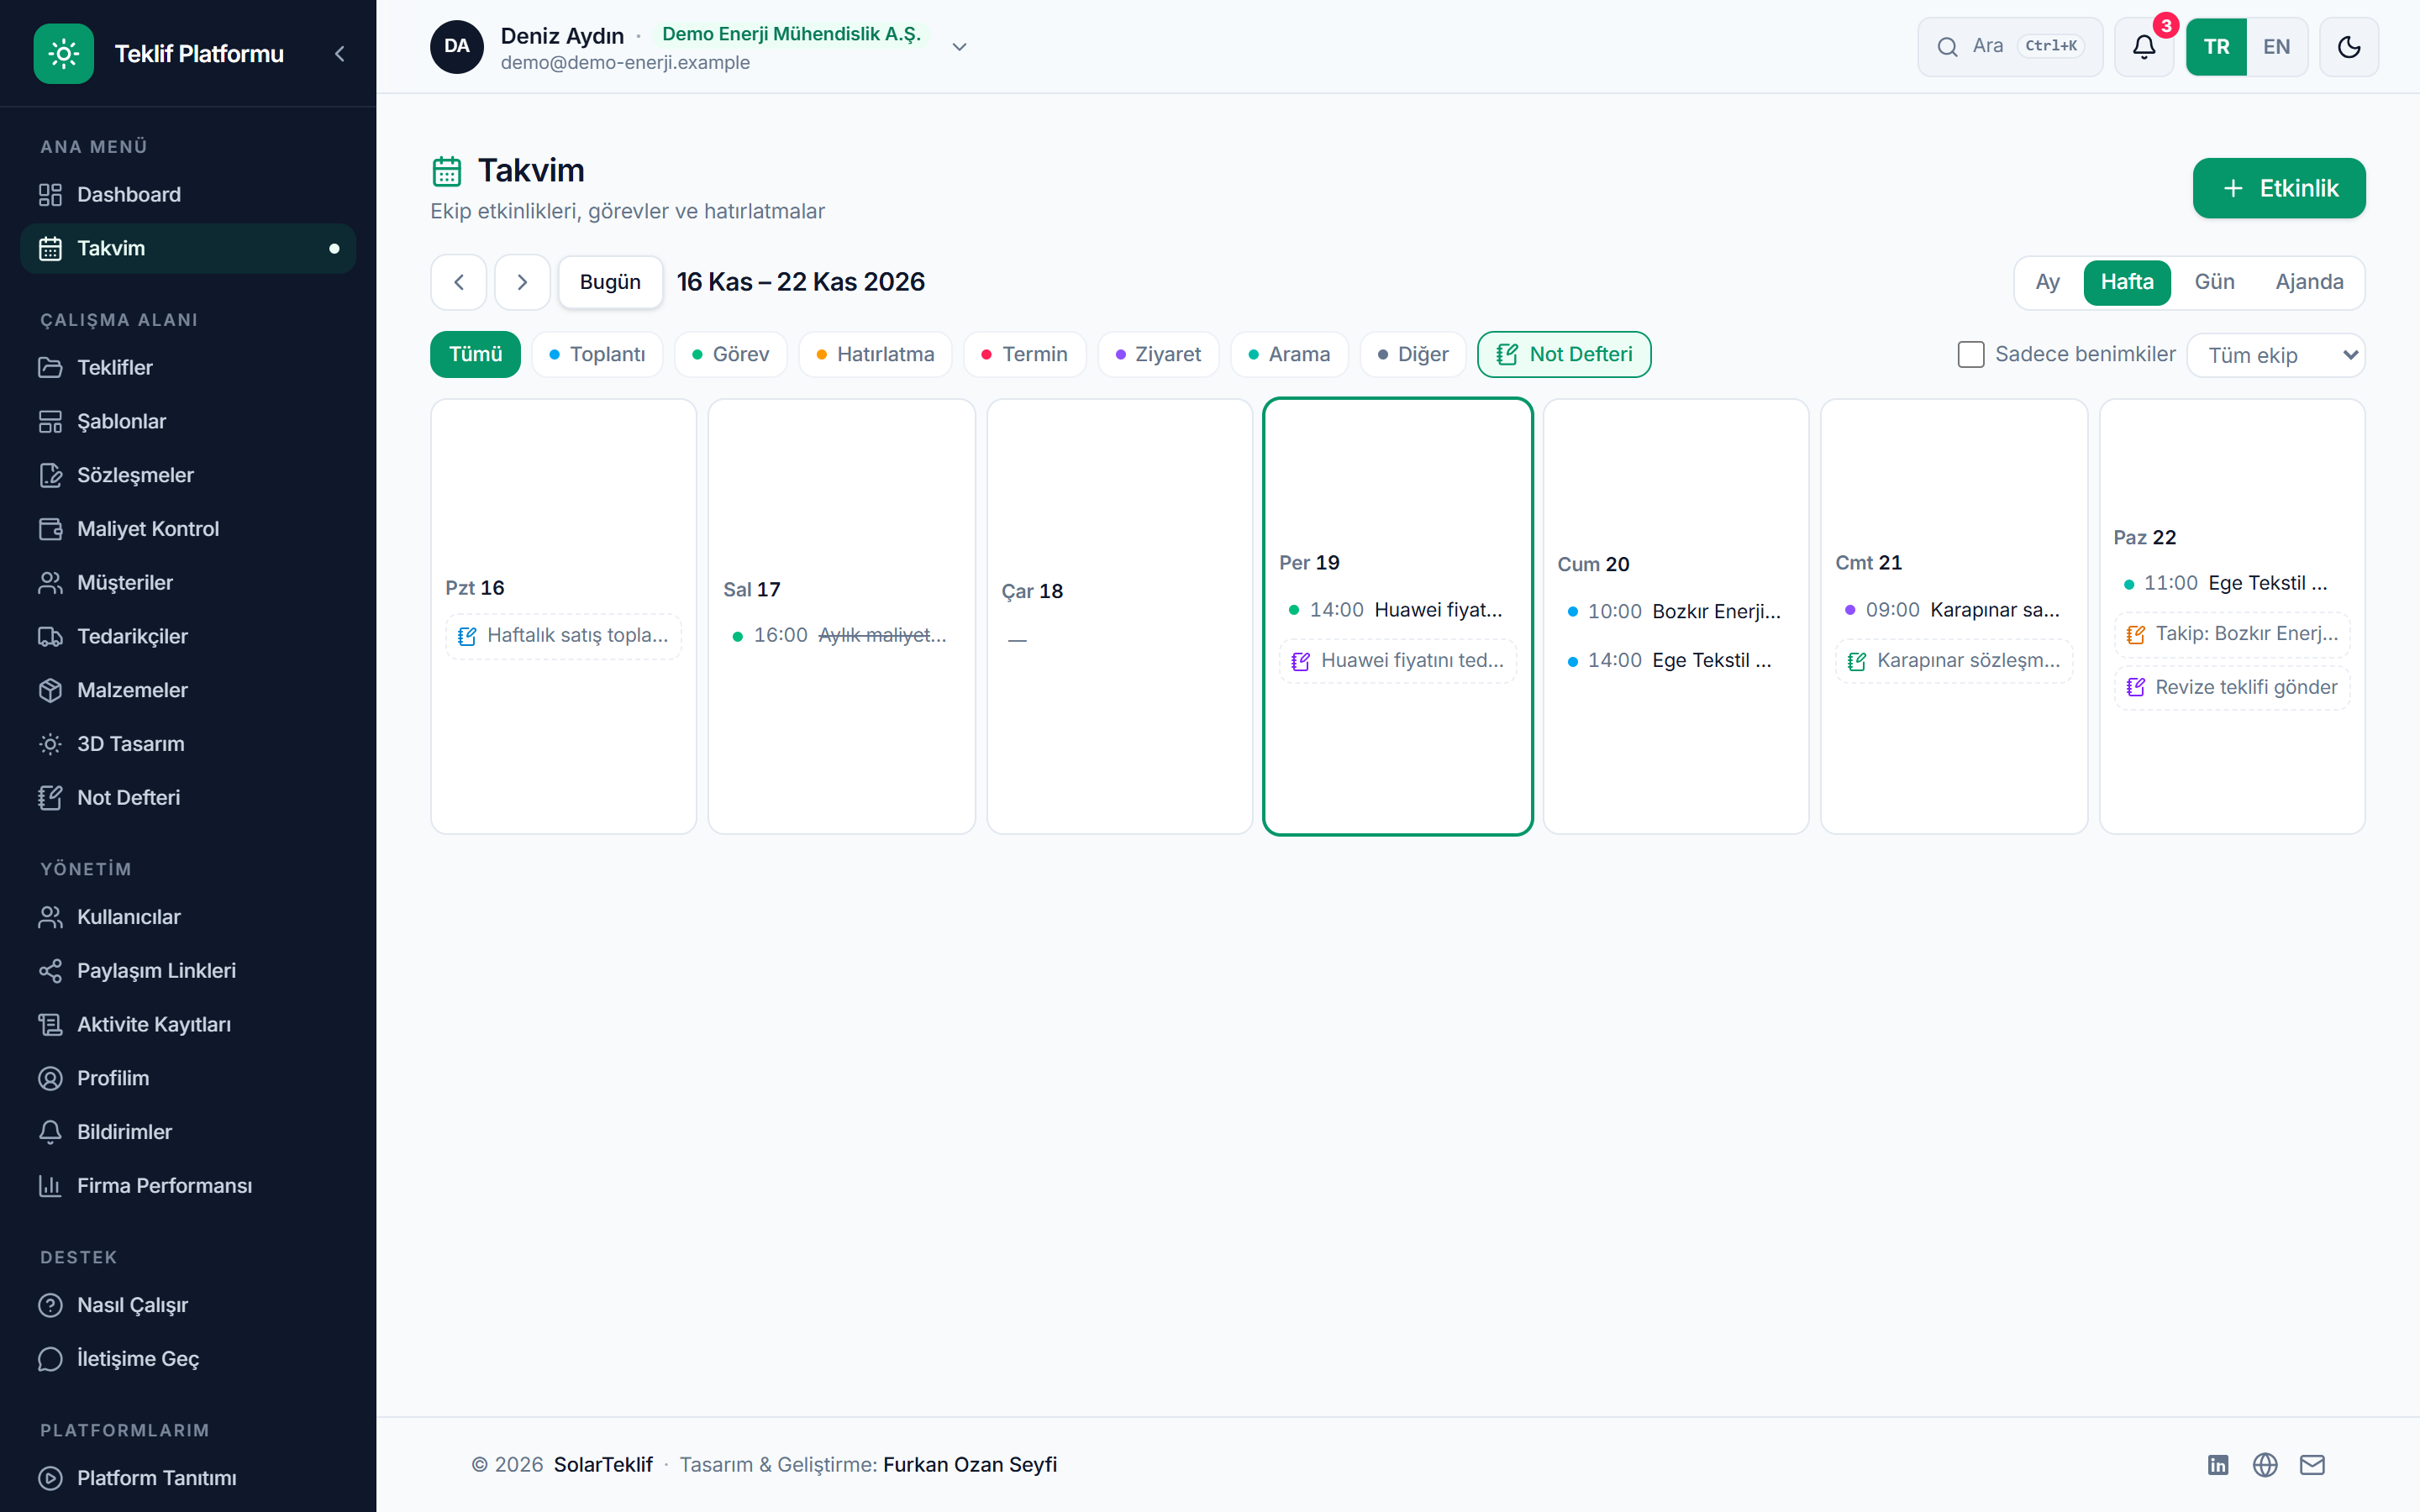 Teklif Platformu
ANA MENÜ
Dashboard
Takvim
ÇALIŞMA ALANI
Teklifler
Şablonlar
Sözleşmeler
Maliyet Kontrol
Müşteriler
Tedarikçiler
Malzemeler
3D Tasarım
Not Defteri
YÖNETİM
Kullanıcılar
Paylaşım Linkleri
Aktivite Kayıtları
Profilim
Bildirimler
Firma Performansı
DESTEK
Nasıl Çalışır
İletişime Geç
PLATFORMLARIM
Platform Tanıtımı
DA
Deniz Aydın · Demo Enerji Mühendislik A.Ş.
demo@demo-enerji.example
Ara Ctrl+K
3
TR EN
Takvim
Ekip etkinlikleri, görevler ve hatırlatmalar
+ Etkinlik
Bugün
16 Kas – 22 Kas 2026
Ay Hafta Gün Ajanda
Tümü Toplantı Görev Hatırlatma Termin Ziyaret Arama Diğer Not Defteri
Sadece benimkiler
Tüm ekip
Pzt 16
Haftalık satış topla...
Sal 17
16:00 Aylık maliyet...
Çar 18
—
Per 19
14:00 Huawei fiyat...
Huawei fiyatını ted...
Cum 20
10:00 Bozkır Enerji...
14:00 Ege Tekstil ...
Cmt 21
09:00 Karapınar sa...
Karapınar sözleşm...
Paz 22
11:00 Ege Tekstil ...
Takip: Bozkır Enerj...
Revize teklifi gönder
© 2026 SolarTeklif · Tasarım & Geliştirme: Furkan Ozan Seyfi
in